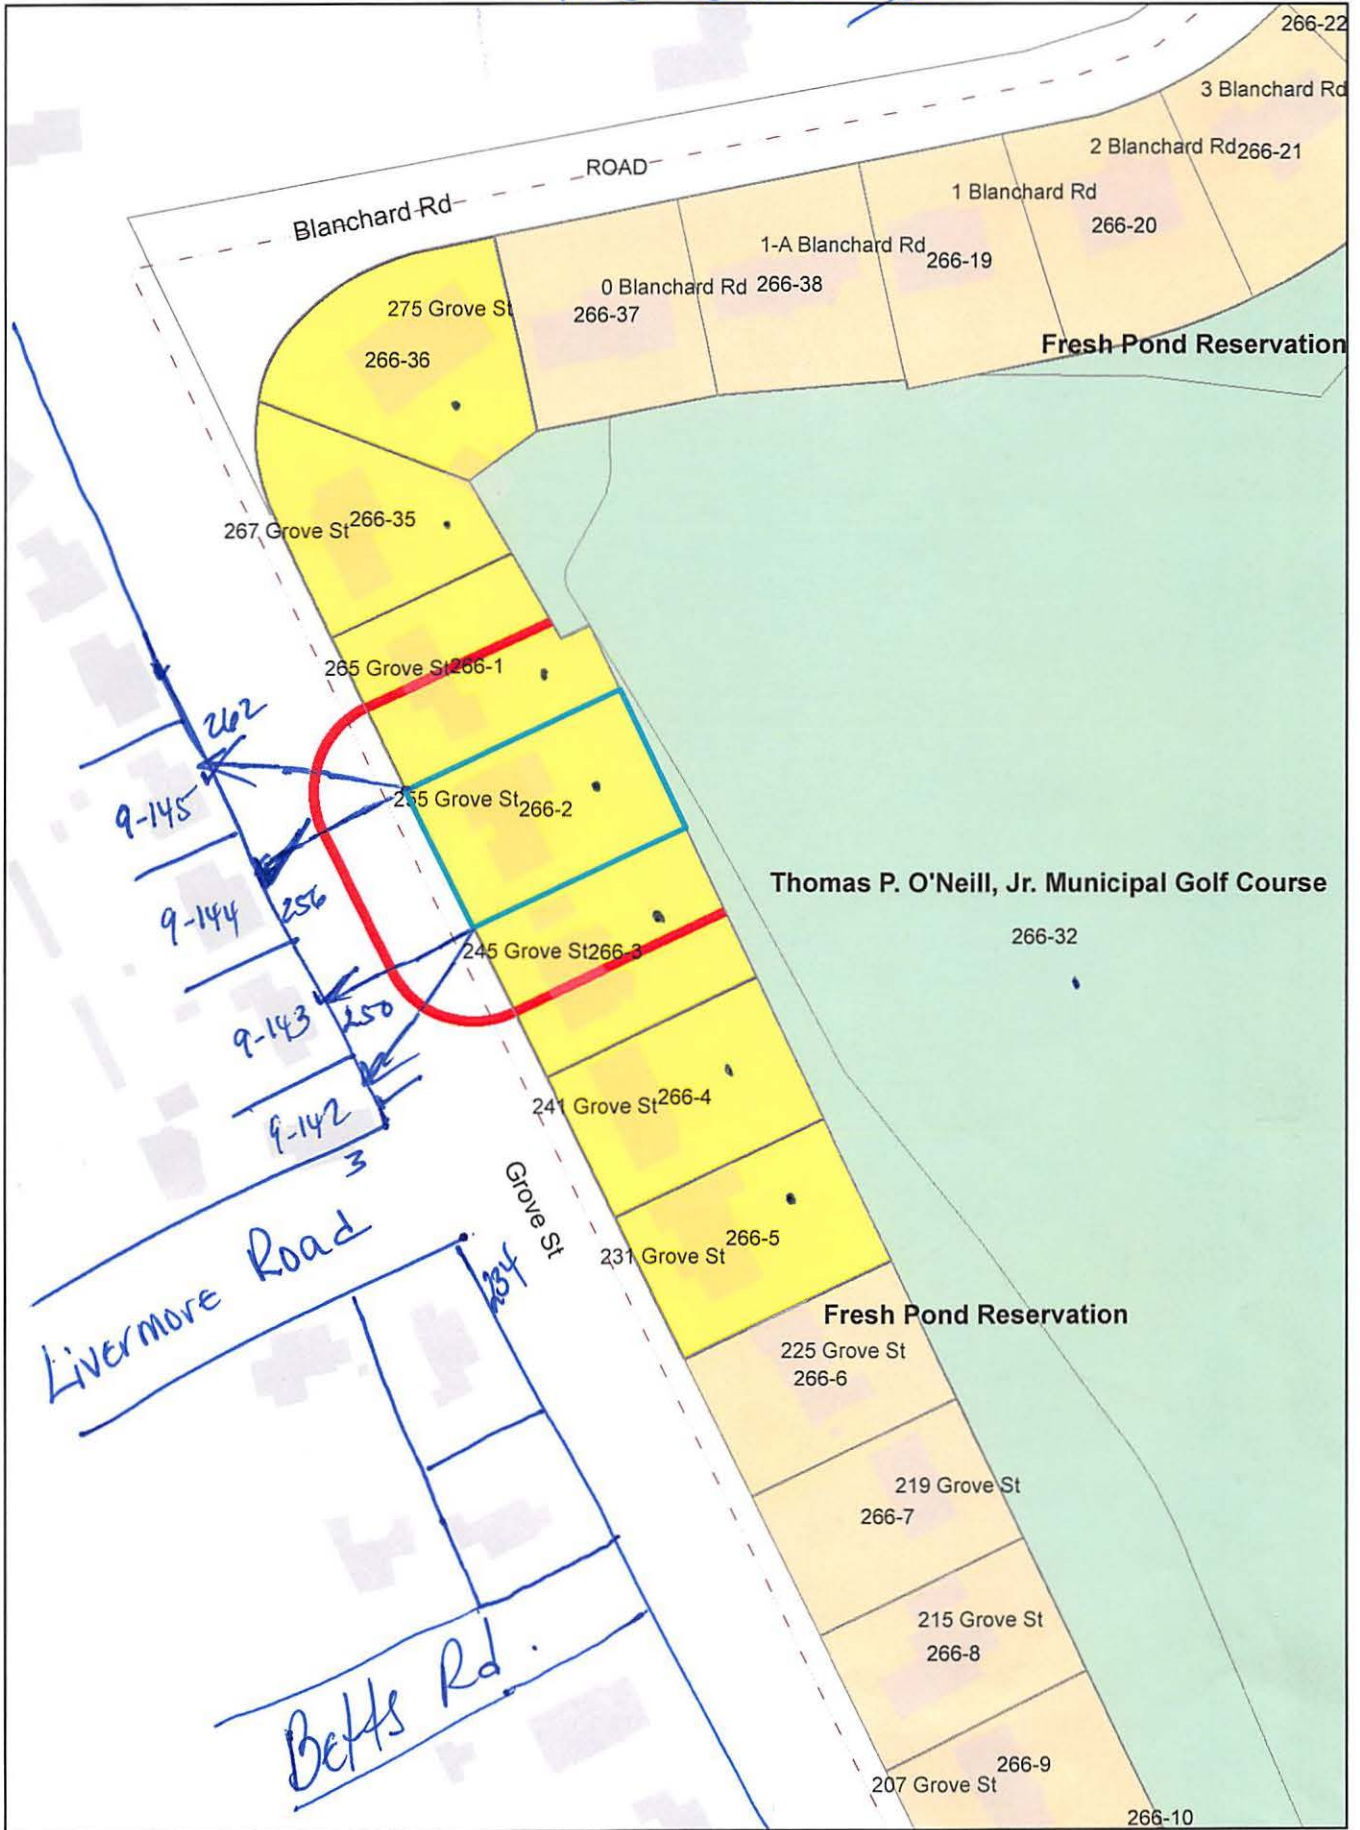 266-22
3 Blanchard Rd
2 Blanchard Rd 266-21
ROAD
1 Blanchard Rd
266-20
Blanchard Rd
1-A Blanchard Rd
266-19
0 Blanchard Rd 266-38
266-37
275 Grove St
266-36
Fresh Pond Reservation
267 Grove St 266-35
265 Grove St 266-1
262
9-145
255 Grove St 266-2
Thomas P. O'Neill, Jr. Municipal Golf Course
266-32
9-144
256
245 Grove St 266-3
9-143
250
241 Grove St 266-4
9-142
3
Grove St
Livermore Road
266-5
231 Grove St
234
Fresh Pond Reservation
225 Grove St
266-6
219 Grove St
266-7
215 Grove St
266-8
Betts Rd.
266-9
207 Grove St
266-10